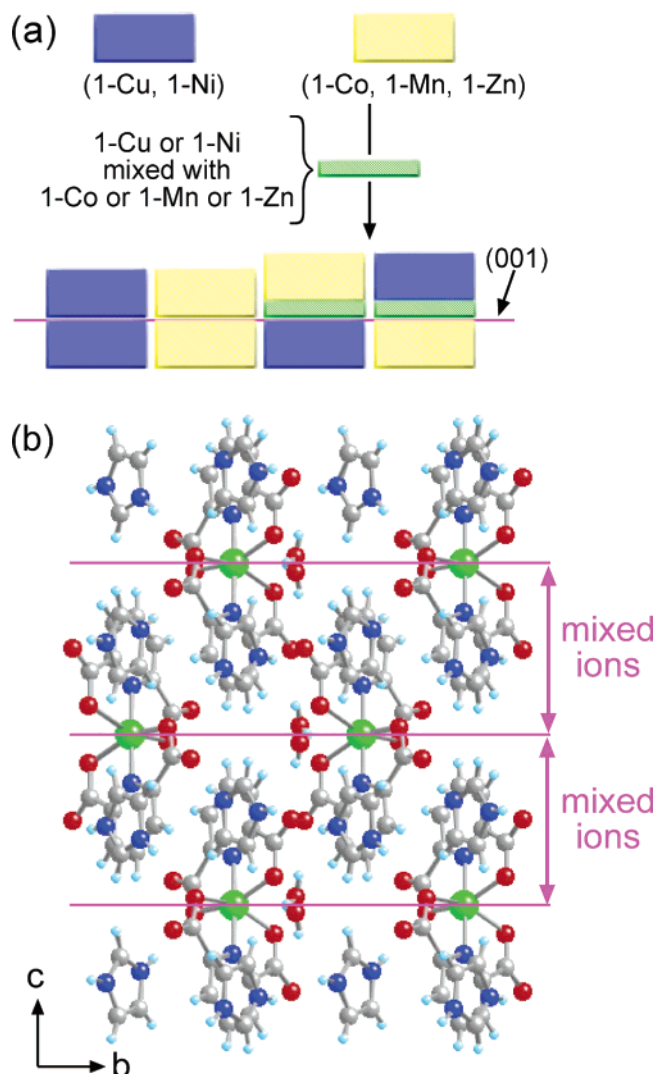 (a)
(1-Cu, 1-Ni)
(1-Co, 1-Mn, 1-Zn)
1-Cu or 1-Ni
mixed with
1-Co or 1-Mn or 1-Zn
(001)
(b)
mixed
ions
mixed
ions
c
b